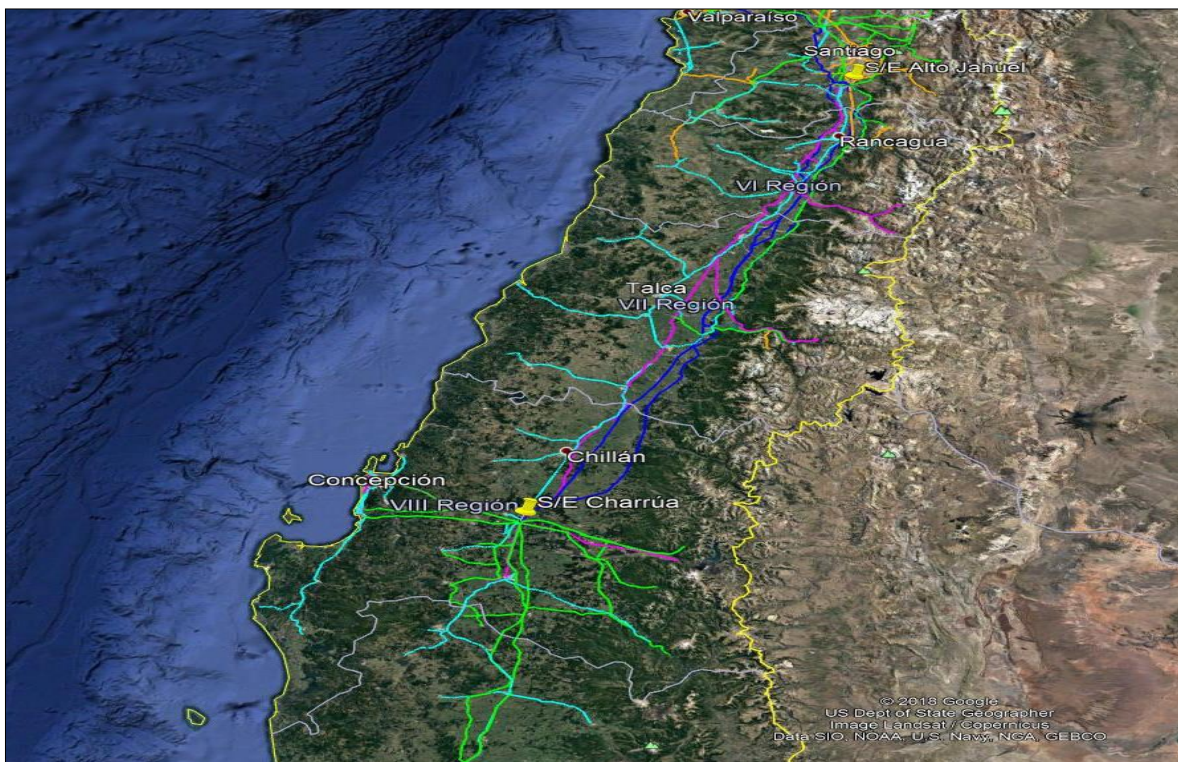 Valparaíso
Santiago
S/E Alto Jahuel
Rancagua
VI Región
Talca
VII Región
Chillán
Concepción
VIII Región
S/E Charrúa
© 2018 Google
US Dept of State Geographer
Image Landsat / Copernicus
Data SIO, NOAA, U.S. Navy, NGA, GEBCO